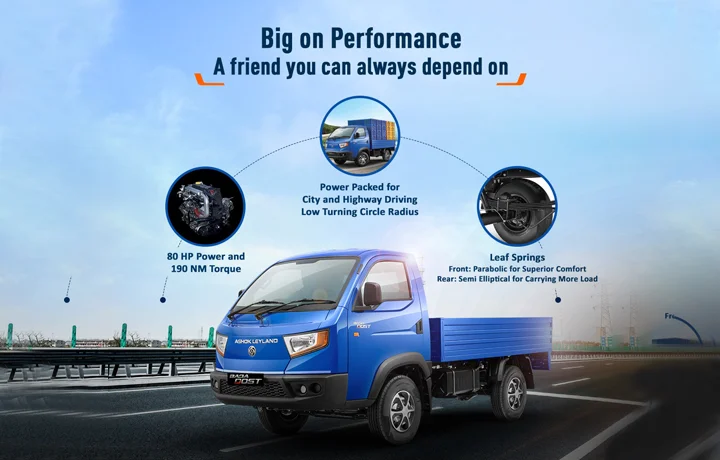 Big on Performance
A friend you can always depend on
Power Packed for
City and Highway Driving
Low Turning Circle Radius
80 HP Power and
190 NM Torque
Leaf Springs
Front: Parabolic for Superior Comfort
Rear: Semi Elliptical for Carrying More Load
ASHOK LEYLAND
BADA
DOST